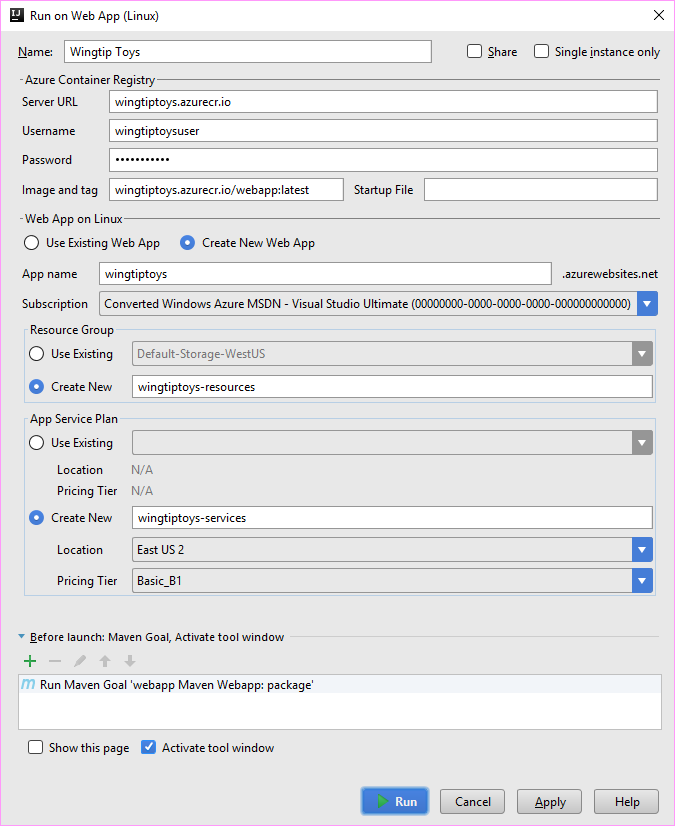 Run on Web App (Linux)
Name: Wingtip Toys Share Single instance only
Azure Container Registry
Server URL wingtiptoys.azurecr.io
Username wingtiptoysuser
Password •••••••••••
Image and tag wingtiptoys.azurecr.io/webapp:latest Startup File
Web App on Linux
Use Existing Web App Create New Web App
App name wingtiptoys .azurewebsites.net
Subscription Converted Windows Azure MSDN - Visual Studio Ultimate (00000000-0000-0000-0000-000000000000)
Resource Group
Use Existing Default-Storage-WestUS
Create New wingtiptoys-resources
App Service Plan
Use Existing
Location N/A
Pricing Tier N/A
Create New wingtiptoys-services
Location East US 2
Pricing Tier Basic_B1
Before launch: Maven Goal, Activate tool window
m Run Maven Goal 'webapp Maven Webapp: package'
Show this page Activate tool window
Run Cancel Apply Help